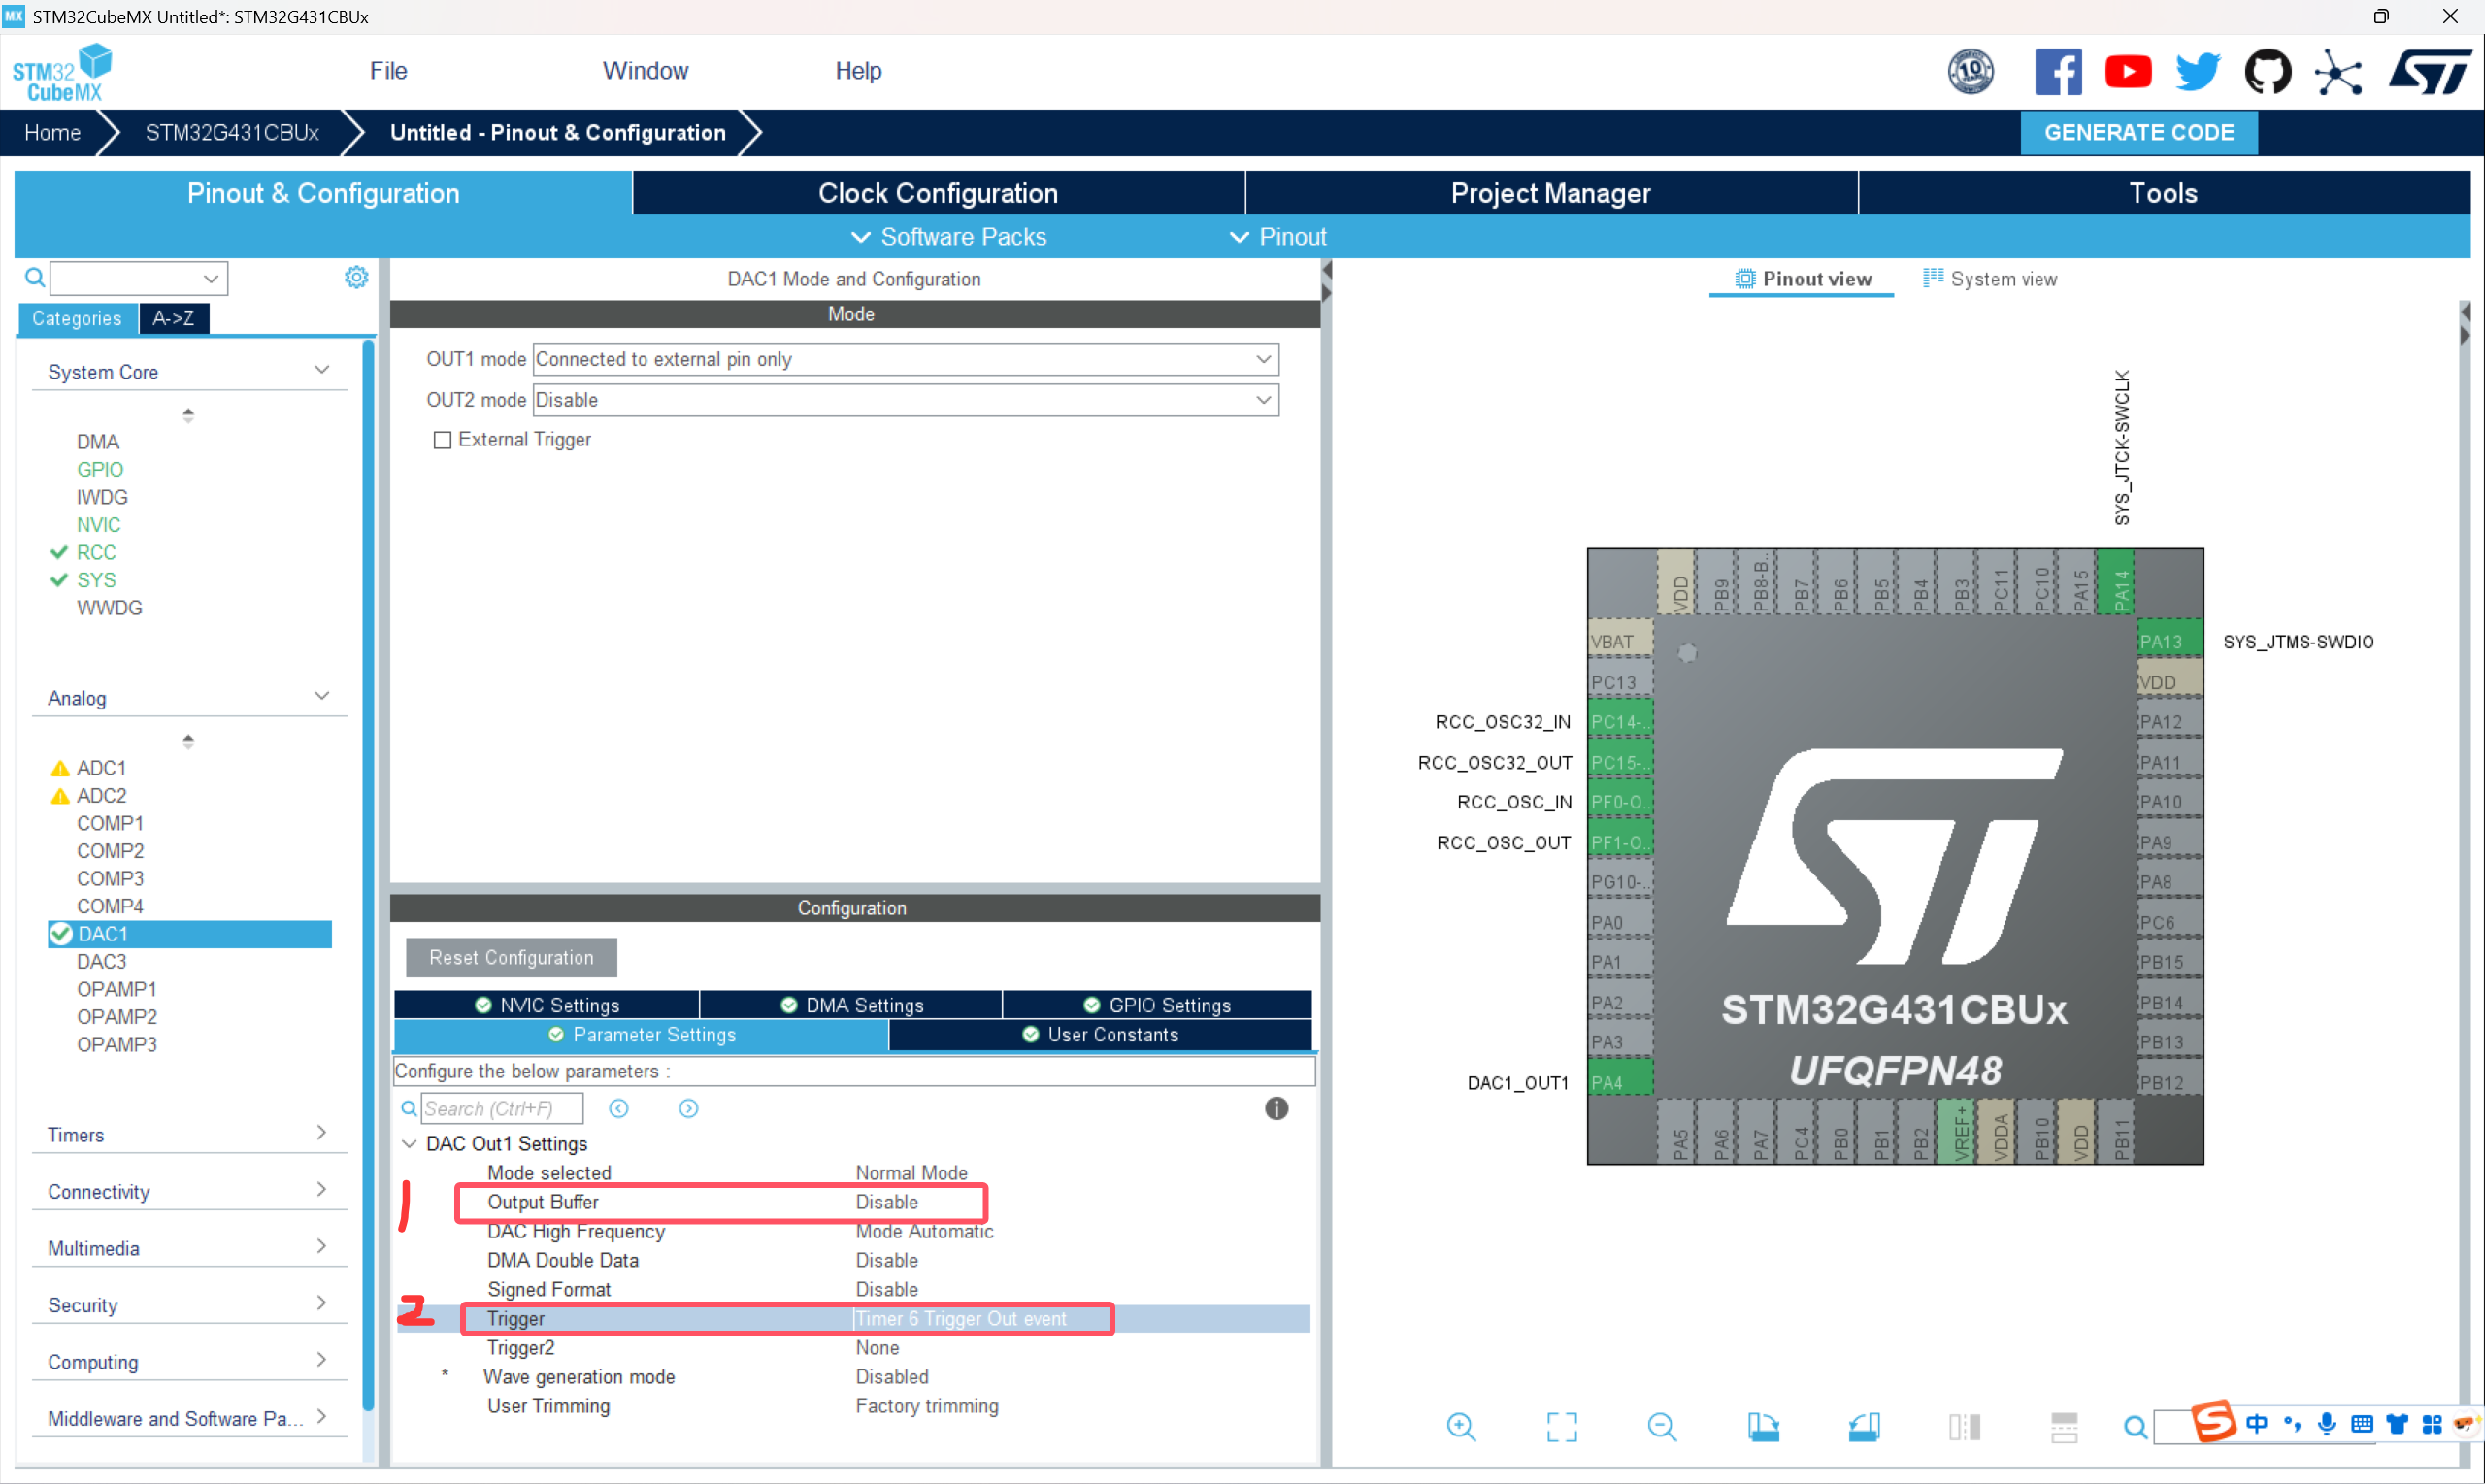 MX STM32CubeMX Untitled*: STM32G431CBUx
STM32
CubeMX
File
Window
Help
10
ST
Home
STM32G431CBUx
Untitled - Pinout & Configuration
GENERATE CODE
Pinout & Configuration
Clock Configuration
Project Manager
Tools
Software Packs
Pinout
Categories
A->Z
System Core
DMA
GPIO
IWDG
NVIC
RCC
SYS
WWDG
Analog
ADC1
ADC2
COMP1
COMP2
COMP3
COMP4
DAC1
DAC3
OPAMP1
OPAMP2
OPAMP3
Timers
Connectivity
Multimedia
Security
Computing
Middleware and Software Pa...
DAC1 Mode and Configuration
Mode
OUT1 mode Connected to external pin only
OUT2 mode Disable
External Trigger
Configuration
Reset Configuration
NVIC Settings
DMA Settings
GPIO Settings
Parameter Settings
User Constants
Configure the below parameters :
Search (Ctrl+F)
DAC Out1 Settings
Mode selected Normal Mode
1 Output Buffer Disable
DAC High Frequency Mode Automatic
DMA Double Data Disable
Signed Format Disable
2 Trigger Timer 6 Trigger Out event
Trigger2 None
* Wave generation mode Disabled
User Trimming Factory trimming
Pinout view
System view
SYS_JTCK-SWCLK
VDD PB9 PB8-B.. PB7 PB6 PB5 PB4 PB3 PC11 PC10 PA15 PA14
VBAT
PC13
RCC_OSC32_IN PC14-..
RCC_OSC32_OUT PC15-..
RCC_OSC_IN PF0-O..
RCC_OSC_OUT PF1-O..
PG10-..
PA0
PA1
PA2
PA3
DAC1_OUT1 PA4
ST
STM32G431CBUx
UFQFPN48
PA13 SYS_JTMS-SWDIO
VDD
PA12
PA11
PA10
PA9
PA8
PC6
PB15
PB14
PB13
PB12
PA5 PA6 PA7 PC4 PB0 PB1 PB2 VREF+ VDDA PB10 VDD PB11
S 中